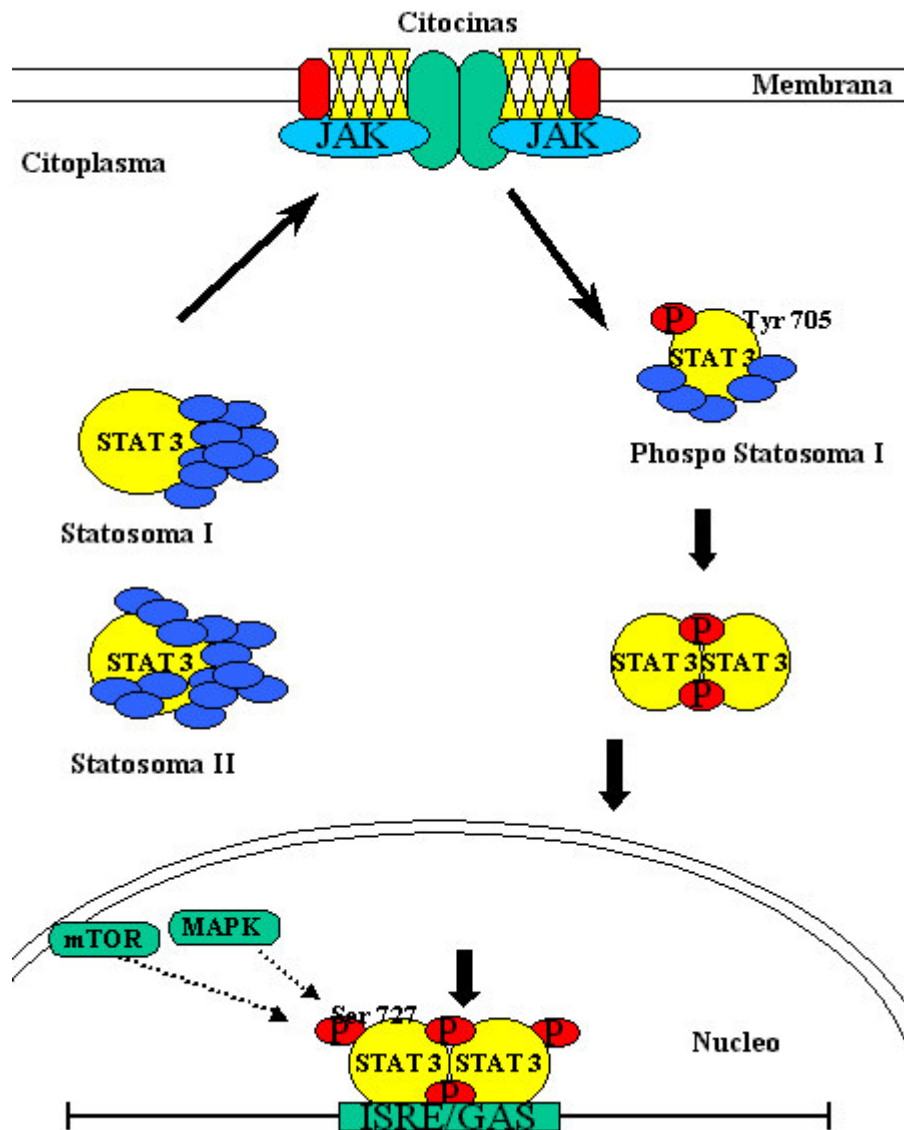 Citocinas
Membrana
JAK JAK
Citoplasma
P
Tyr 705
STAT 3
Phospo Statosoma I
STAT 3
Statosoma I
P
STAT 3 STAT 3
P
STAT 3
Statosoma II
mTOR
MAPK
Ser 727
P P P
STAT 3 STAT 3
P
Nucleo
ISRE/GAS